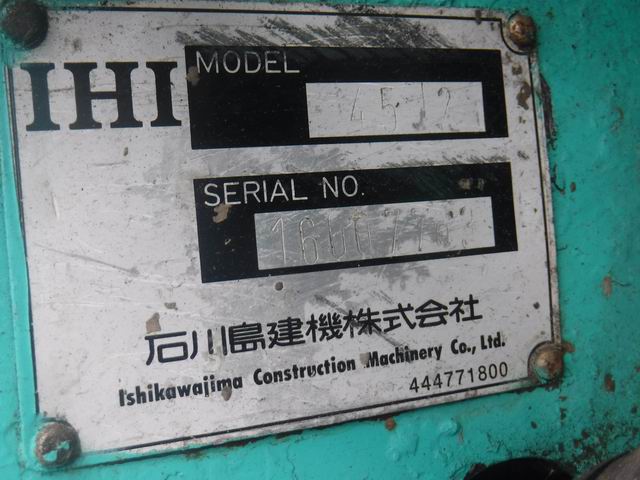 IHI
MODEL
45J2
SERIAL NO.
石川島建機株式会社
Ishikawajima Construction Machinery Co., Ltd.
444771800